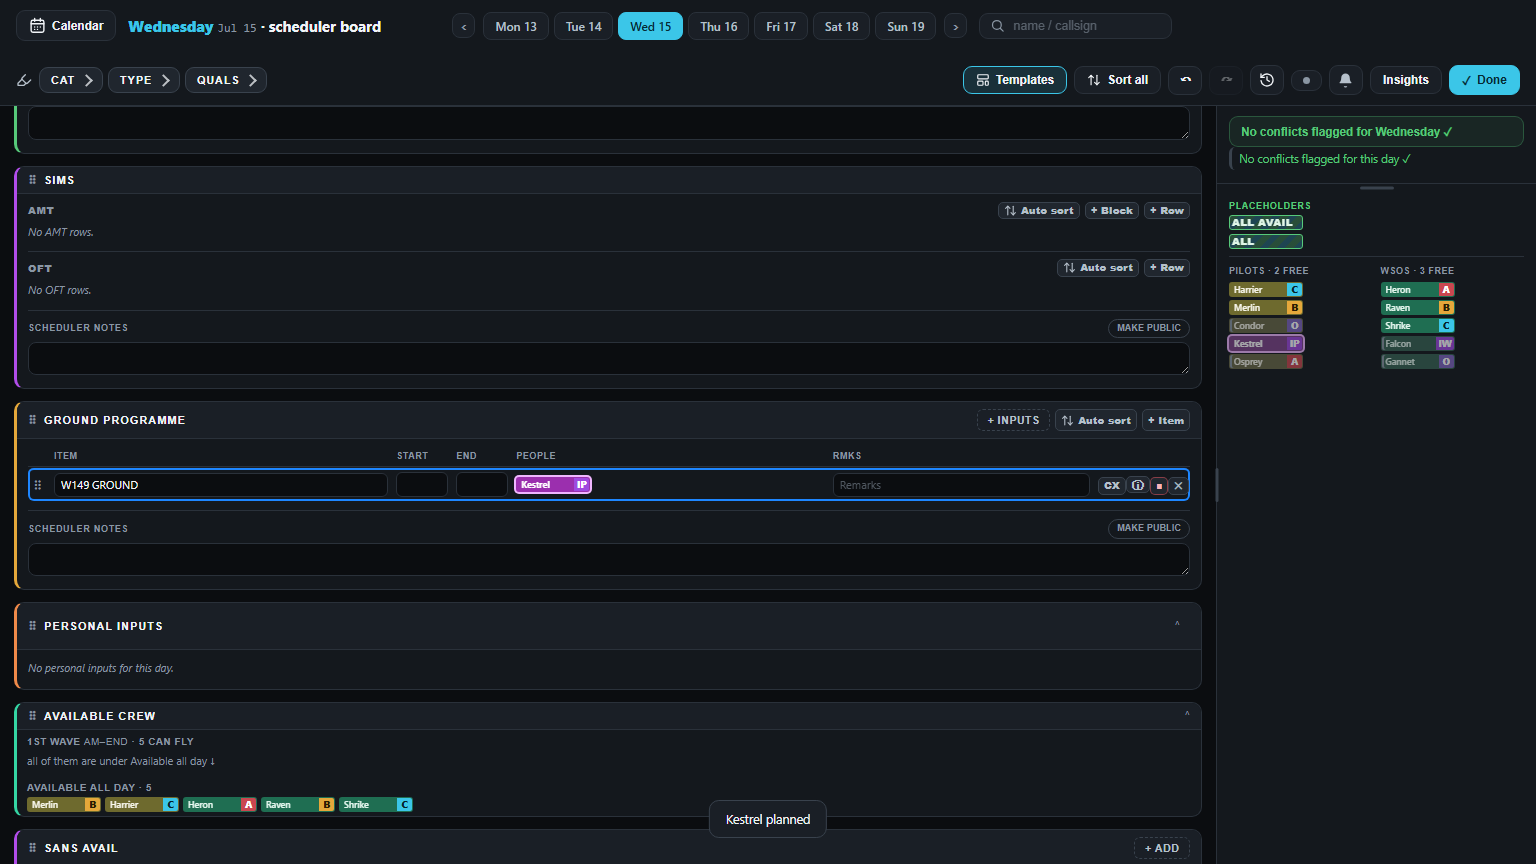 Calendar
Wednesday Jul 15 · scheduler board
‹
Mon 13
Tue 14
Wed 15
Thu 16
Fri 17
Sat 18
Sun 19
›
name / callsign
CAT
TYPE
QUALS
Templates
Sort all
Insights
✓ Done
SIMS
AMT
Auto sort
+ Block
+ Row
No AMT rows.
OFT
Auto sort
+ Row
No OFT rows.
SCHEDULER NOTES
MAKE PUBLIC
GROUND PROGRAMME
+ INPUTS
Auto sort
+ Item
ITEM
START
END
PEOPLE
RMKS
W149 GROUND
Kestrel IP
Remarks
CX
SCHEDULER NOTES
MAKE PUBLIC
PERSONAL INPUTS
No personal inputs for this day.
AVAILABLE CREW
1ST WAVE AM–END · 5 CAN FLY
all of them are under Available all day ↓
AVAILABLE ALL DAY · 5
Merlin B
Harrier C
Heron A
Raven B
Shrike C
Kestrel planned
SANS AVAIL
+ ADD
No conflicts flagged for Wednesday ✓
No conflicts flagged for this day ✓
PLACEHOLDERS
ALL AVAIL
ALL
PILOTS · 2 FREE
Harrier C
Merlin B
Condor O
Kestrel IP
Osprey A
WSOS · 3 FREE
Heron A
Raven B
Shrike C
Falcon IW
Gannet O